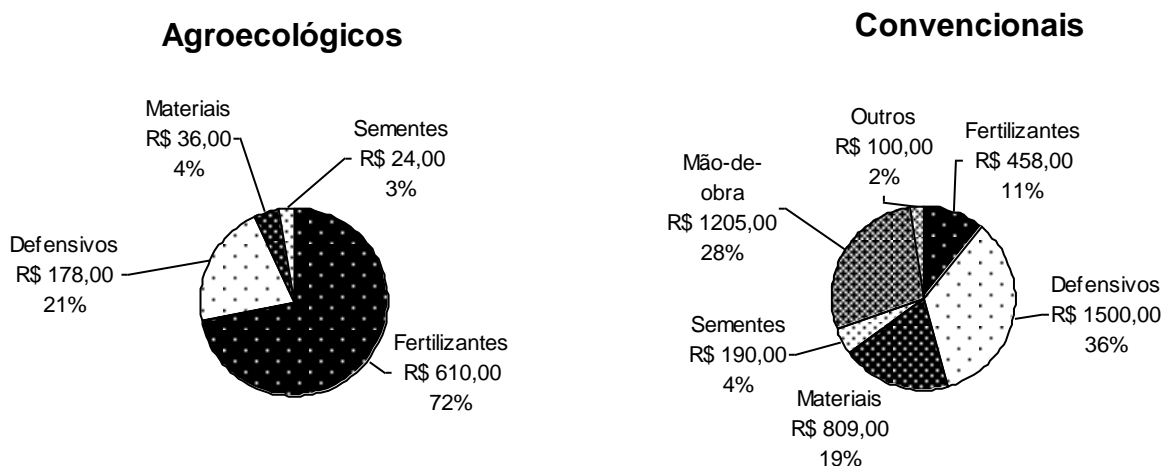 Agroecológicos
Materiais
R$ 36,00
4%
Sementes
R$ 24,00
3%
Defensivos
R$ 178,00
21%
Fertilizantes
R$ 610,00
72%
Convencionais
Outros
R$ 100,00
2%
Fertilizantes
R$ 458,00
11%
Mão-de-
obra
R$ 1205,00
28%
Defensivos
R$ 1500,00
36%
Sementes
R$ 190,00
4%
Materiais
R$ 809,00
19%